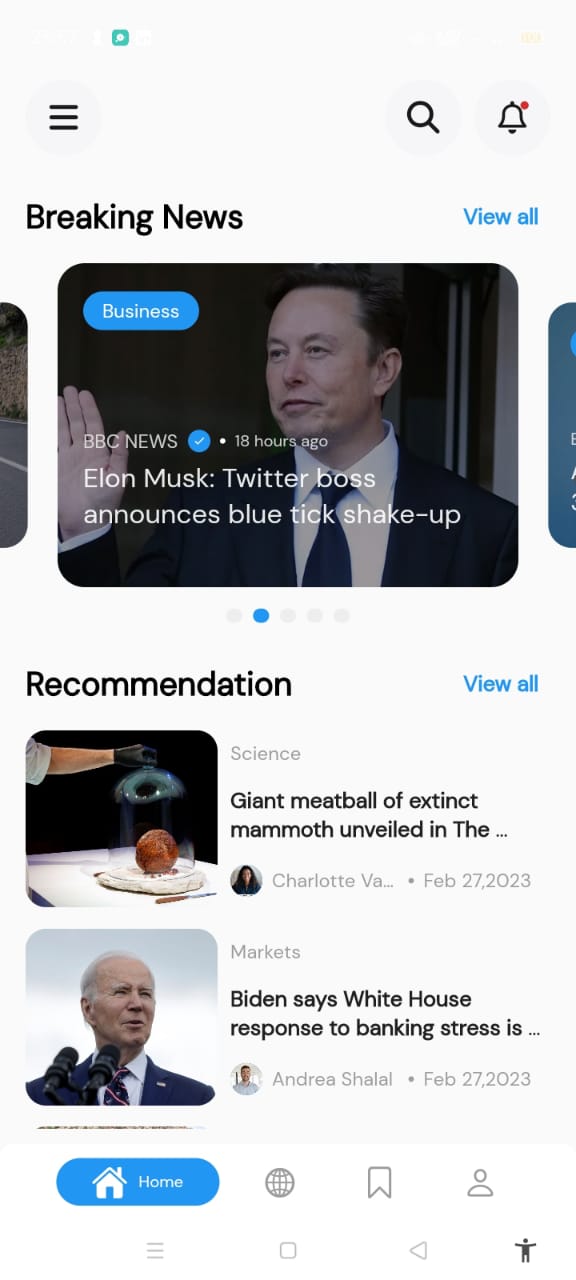 Breaking News
View all
Business
BBC NEWS • 18 hours ago
Elon Musk: Twitter boss
announces blue tick shake-up
Recommendation
View all
Science
Giant meatball of extinct
mammoth unveiled in The ...
Charlotte Va... • Feb 27,2023
Markets
Biden says White House
response to banking stress is ...
Andrea Shalal • Feb 27,2023
Home